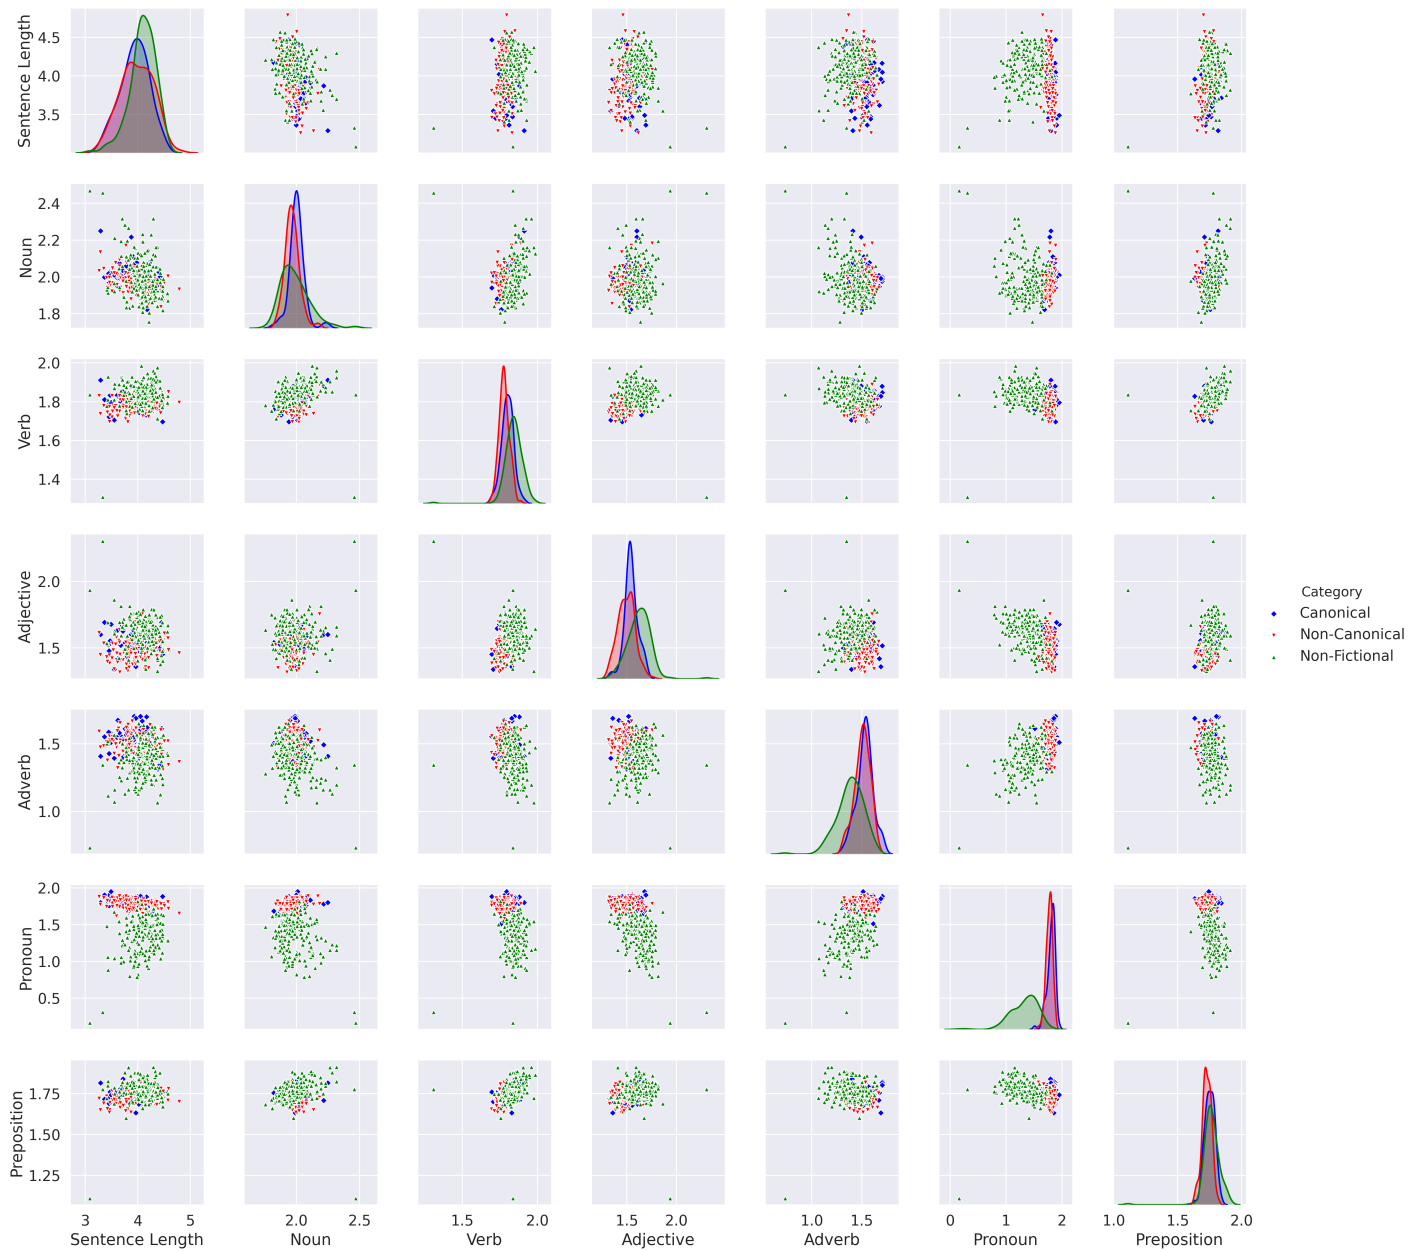 Sentence Length
4.5
4.0
3.5
Noun
2.4
2.2
2.0
1.8
Verb
2.0
1.8
1.6
1.4
Adjective
2.0
1.5
Category
Canonical
Non-Canonical
Non-Fictional
Adverb
1.5
1.0
Pronoun
2.0
1.5
1.0
0.5
Preposition
1.75
1.50
1.25
3 4 5 2.0 2.5 1.5 2.0 1.5 2.0 1.0 1.5 0 1 2 1.0 1.5 2.0
Sentence Length Noun Verb Adjective Adverb Pronoun Preposition